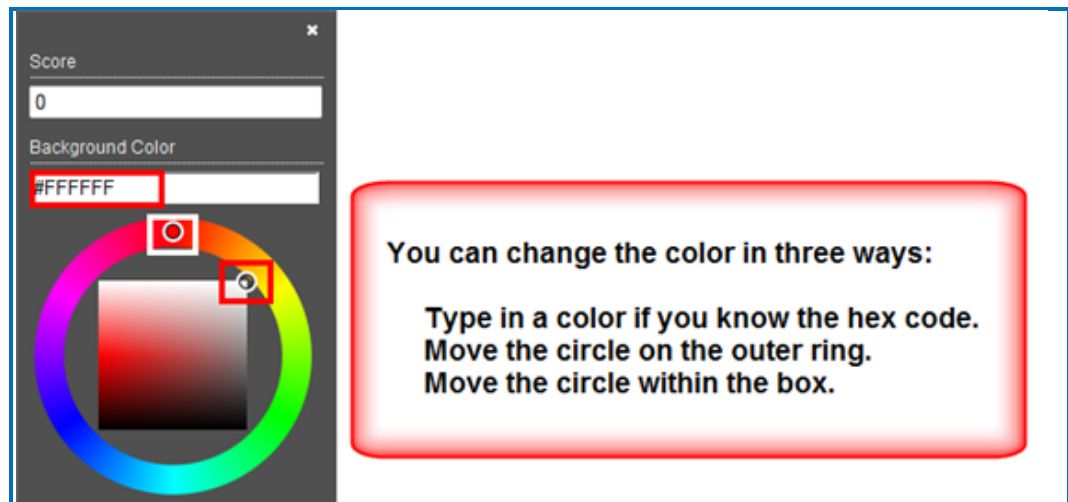 Score
0
Background Color
#FFFFFF
You can change the color in three ways:
Type in a color if you know the hex code.
Move the circle on the outer ring.
Move the circle within the box.